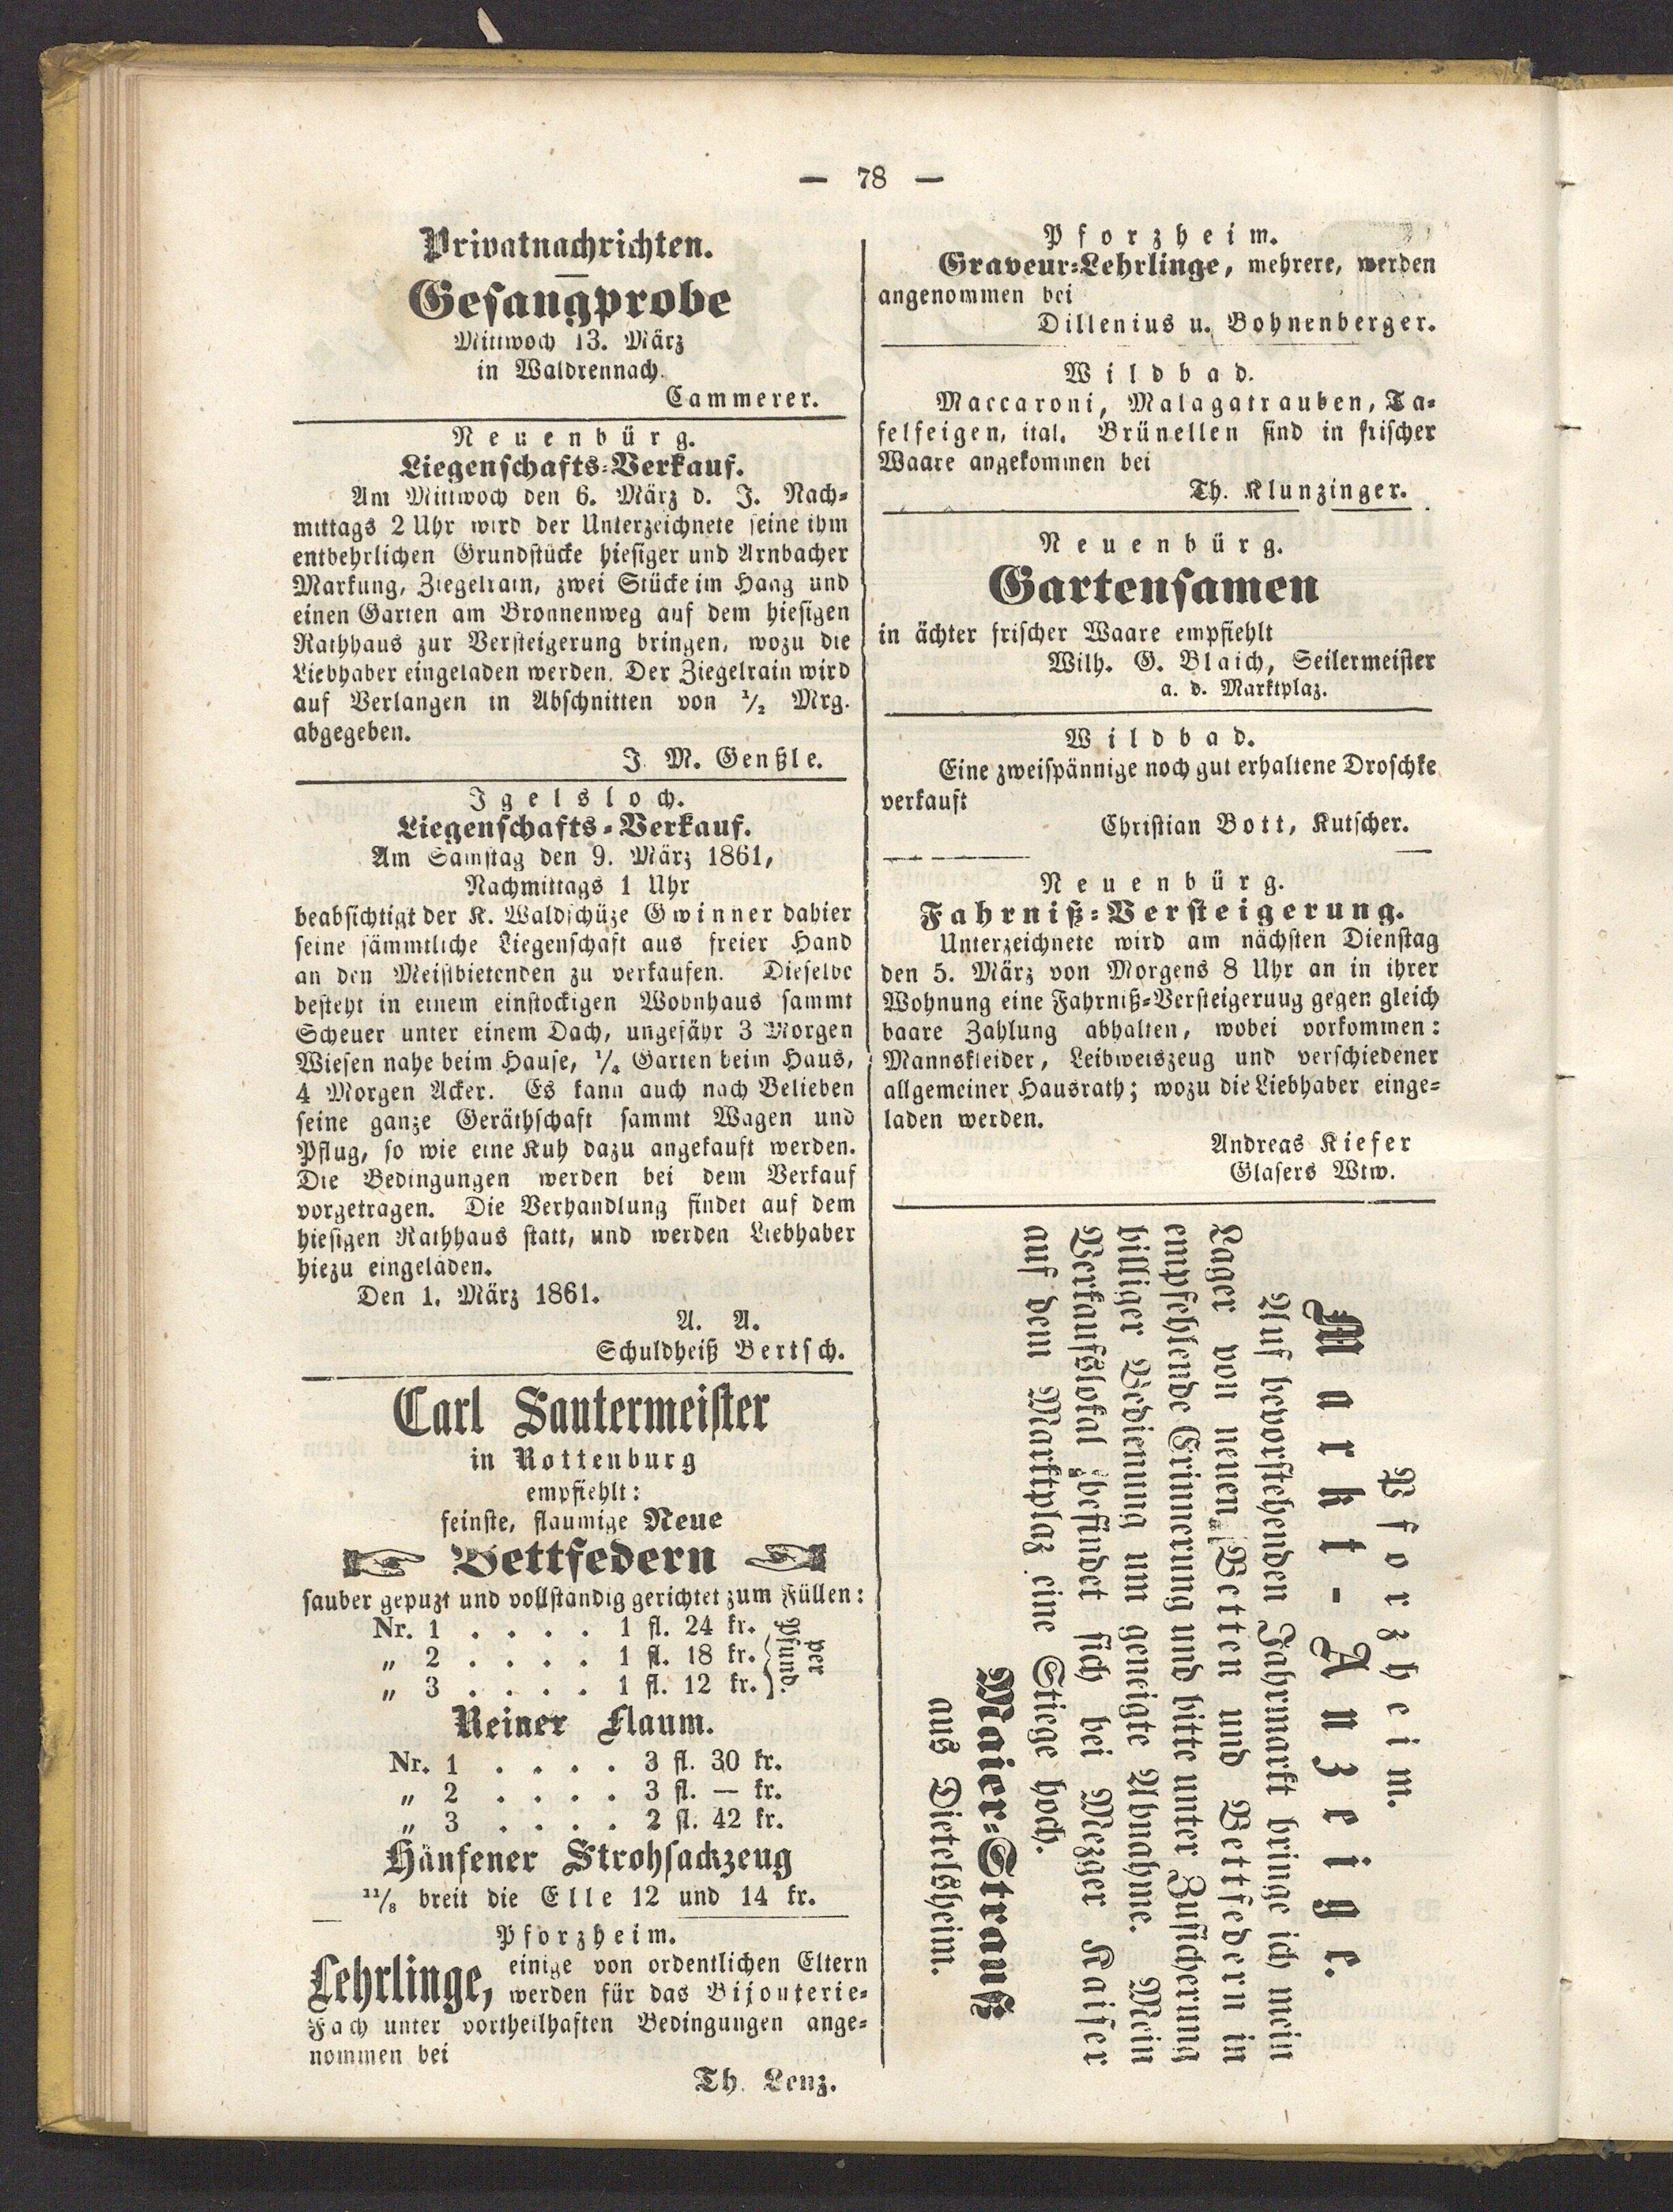 — 78 —
Privatnachrichten.
Gesangprobe
Mittwoch 13. März
in Waldrennach.
Cammerer.
Neuenbürg.
Liegenschafts-Verkauf.
Am Mittwoch den 6. März d. J. Nach-
mittags 2 Uhr wird der Unterzeichnete seine ihm
entbehrlichen Grundstücke hiesiger und Arnbacher
Markung, Ziegelrain, zwei Stücke im Haag und
einen Garten am Bronnenweg auf dem hiesigen
Rathhaus zur Versteigerung bringen, wozu die
Liebhaber eingeladen werden. Der Ziegelrain wird
auf Verlangen in Abschnitten von 1/2 Mrg.
abgegeben.
J. M. Genßle.
Igelsloch.
Liegenschafts-Verkauf.
Am Samstag den 9. März 1861,
Nachmittags 1 Uhr
beabsichtigt der K. Waldschüze Gwinner dahier
seine sämmtliche Liegenschaft aus freier Hand
an den Meistbietenden zu verkaufen. Dieselbe
besteht in einem einstockigen Wohnhaus sammt
Scheuer unter einem Dach, ungefähr 3 Morgen
Wiesen nahe beim Hause, 1/4 Garten beim Haus,
4 Morgen Acker. Es kann auch nach Belieben
seine ganze Geräthschaft sammt Wagen und
Pflug, so wie eine Kuh dazu angekauft werden.
Die Bedingungen werden bei dem Verkauf
vorgetragen. Die Verhandlung findet auf dem
hiesigen Rathhaus statt, und werden Liebhaber
hiezu eingeladen.
Den 1. März 1861.
A. A.
Schuldheiß Bertsch.
Carl Sautermeister
in Rottenburg
empfiehlt:
feinste, flaumige Neue
☞ Bettfedern ☜
sauber gepuzt und vollständig gerichtet zum Füllen:
Nr. 1 . . . . 1 fl. 24 kr.
„ 2 . . . . 1 fl. 18 kr.
„ 3 . . . . 1 fl. 12 kr.
per
Pfund.
Reiner Flaum.
Nr. 1 . . . . 3 fl. 30 kr.
„ 2 . . . . 3 fl. — kr.
„ 3 . . . . 2 fl. 42 kr.
Hänfener Strohsackzeug
11/8 breit die Elle 12 und 14 kr.
Pforzheim.
Lehrlinge, einige von ordentlichen Eltern
werden für das Bijouterie-
Fach unter vortheilhaften Bedingungen ange-
nommen bei
Th. Lenz.
Pforzheim.
Graveur-Lehrlinge, mehrere, werden
angenommen bei
Dillenius u. Bohnenberger.
Wildbad.
Maccaroni, Malagatrauben, Ta-
felfeigen, ital. Brünellen sind in frischer
Waare angekommen bei
Th. Klunzinger.
Neuenbürg.
Gartensamen
in ächter frischer Waare empfiehlt
Wilh. G. Blaich, Seilermeister
a. d. Marktplaz.
Wildbad.
Eine zweispännige noch gut erhaltene Droschke
verkauft
Christian Bott, Kutscher.
Neuenbürg.
Fahrniß-Versteigerung.
Unterzeichnete wird am nächsten Dienstag
den 5. März von Morgens 8 Uhr an in ihrer
Wohnung eine Fahrniß-Versteigeruug gegen gleich
baare Zahlung abhalten, wobei vorkommen:
Mannskleider, Leibweiszeug und verschiedener
allgemeiner Hausrath; wozu die Liebhaber einge-
laden werden.
Andreas Kiefer
Glasers Wtw.
Pforzheim.
Markt-Anzeige.
Auf bevorstehenden Jahrmarkt bringe ich mein
Lager von neuen Betten und Bettfedern in
empfehlende Erinnerung und bitte unter Zusicherung
billiger Bedienung um geneigte Abnahme. Mein
Verkaufslokal befindet sich bei Mezger Kaiser
auf dem Marktplaz eine Stiege hoch.
Maier-Strauß
aus Dietelsheim.